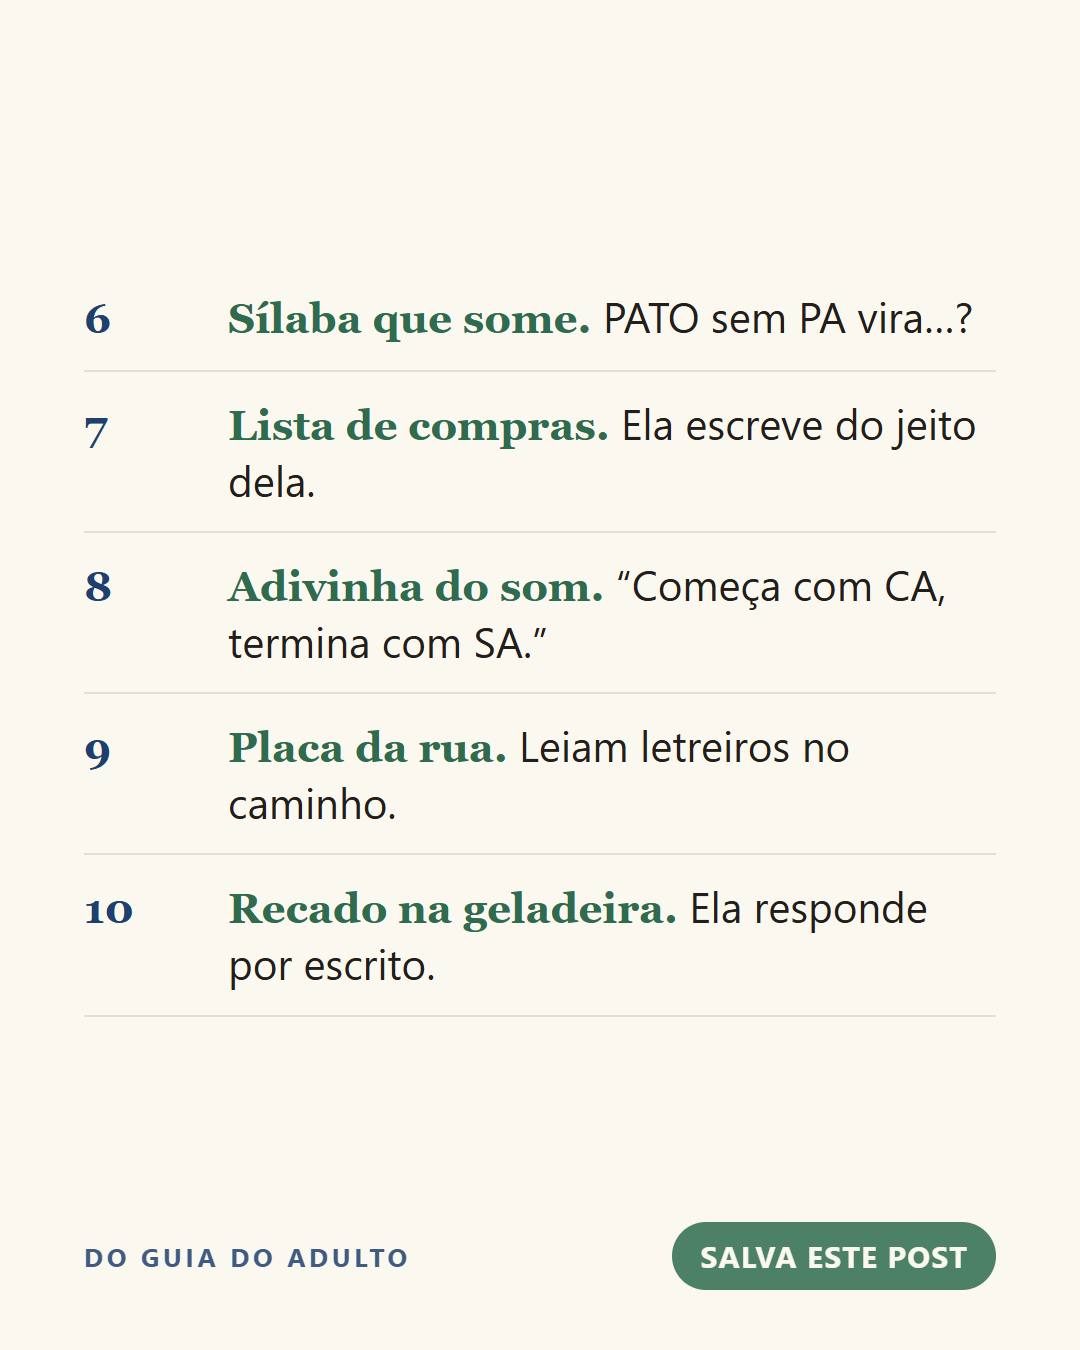 6 Sílaba que some. PATO sem PA vira...?
7 Lista de compras. Ela escreve do jeito
dela.
8 Adivinha do som. “Começa com CA,
termina com SA.”
9 Placa da rua. Leiam letreiros no
caminho.
10 Recado na geladeira. Ela responde
por escrito.
DO GUIA DO ADULTO
SALVA ESTE POST